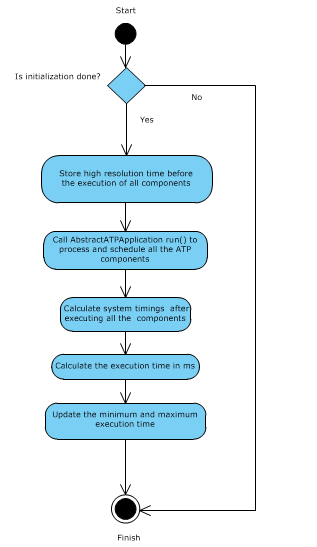 Start
Is initialization done?
No
Yes
Store high resolution time before
the execution of all components
Call AbstractATPApplication run() to
process and schedule all the ATP
components
Calculate system timings after
executing all the components
Calculate the execution time in ms
Update the minimum and maximum
execution time
Finish